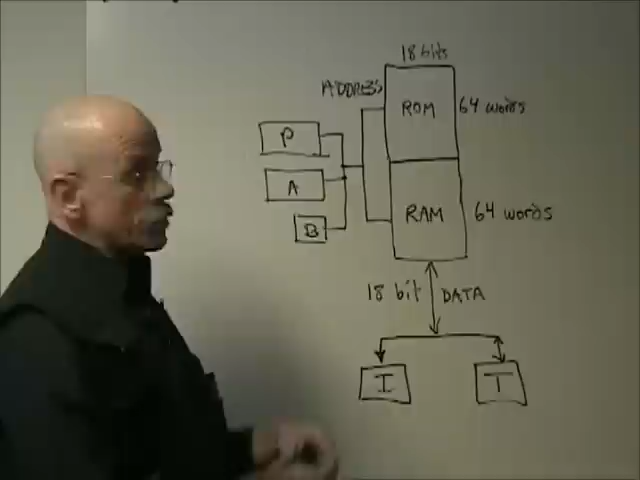 18 bits
ADDRESS
ROM
64 words
P
A
B
RAM
64 words
18 bit DATA
I
T